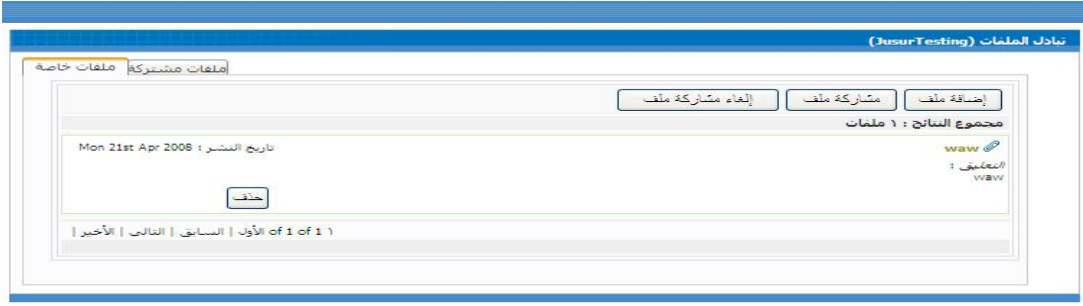 تبادل الملفات (JusurTesting)
ملفات مشتركة ملفات خاصة
إضافة ملف مشاركة ملف إلغاء مشاركة ملف
مجموع النتائج : ١ ملفات
waw تاريخ النشر : Mon 21st Apr 2008
التعليق :
waw
حذف
١ of 1 of 1 الأول | السابق | التالى | الأخير |